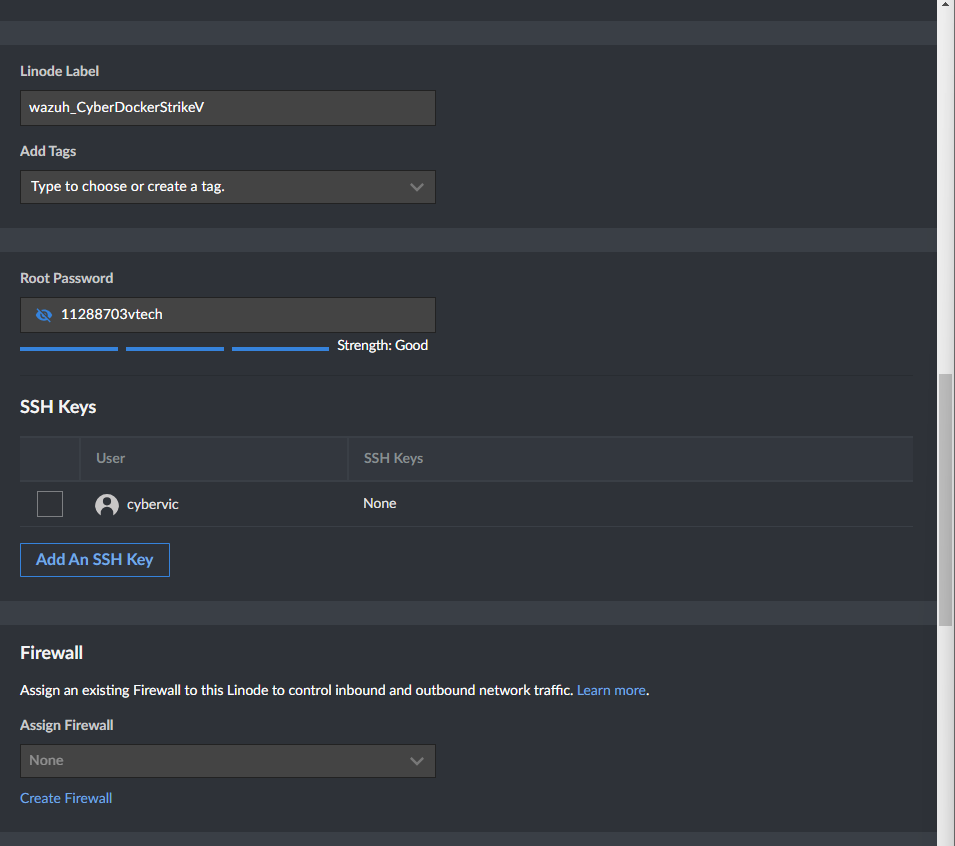 Linode Label
wazuh_CyberDockerStrikeV
Add Tags
Type to choose or create a tag.
Root Password
11288703vtech
Strength: Good
SSH Keys
User SSH Keys
cybervic None
Add An SSH Key
Firewall
Assign an existing Firewall to this Linode to control inbound and outbound network traffic. Learn more.
Assign Firewall
None
Create Firewall